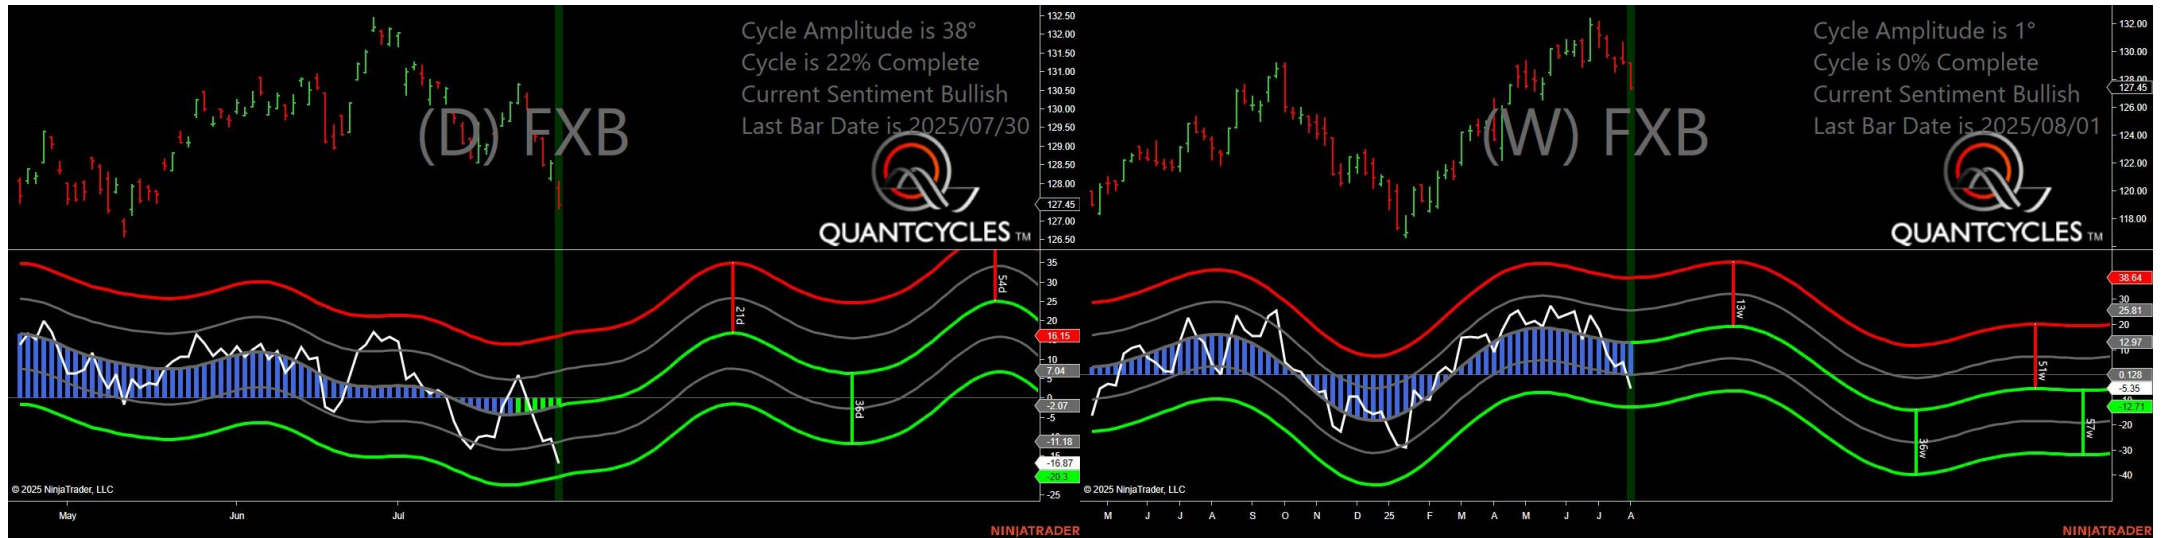 Cycle Amplitude is 38°
Cycle is 22% Complete
Current Sentiment Bullish
Last Bar Date is 2025/07/30
(D) FXB
QUANTCYCLES TM
132.50
132.00
131.50
131.00
130.50
130.00
129.50
129.00
128.50
128.00
127.45
127.00
126.50
35
30
25
20
16.15
10
7.04
5
0
-2.07
-5
-11.18
-15
-16.87
-20.3
-25
21d
36d
54d
© 2025 NinjaTrader, LLC
May
Jun
Jul
NINJATRADER
Cycle Amplitude is 1°
Cycle is 0% Complete
Current Sentiment Bullish
Last Bar Date is 2025/08/01
(W) FXB
QUANTCYCLES TM
132.00
130.00
128.00
127.45
126.00
124.00
122.00
120.00
118.00
38.64
30
25.81
20
12.97
10
0.128
-5.35
-12.71
-20
-30
-40
13w
36w
51w
57w
© 2025 NinjaTrader, LLC
M
J
J
A
S
O
N
D
25
F
M
A
M
J
J
A
NINJATRADER